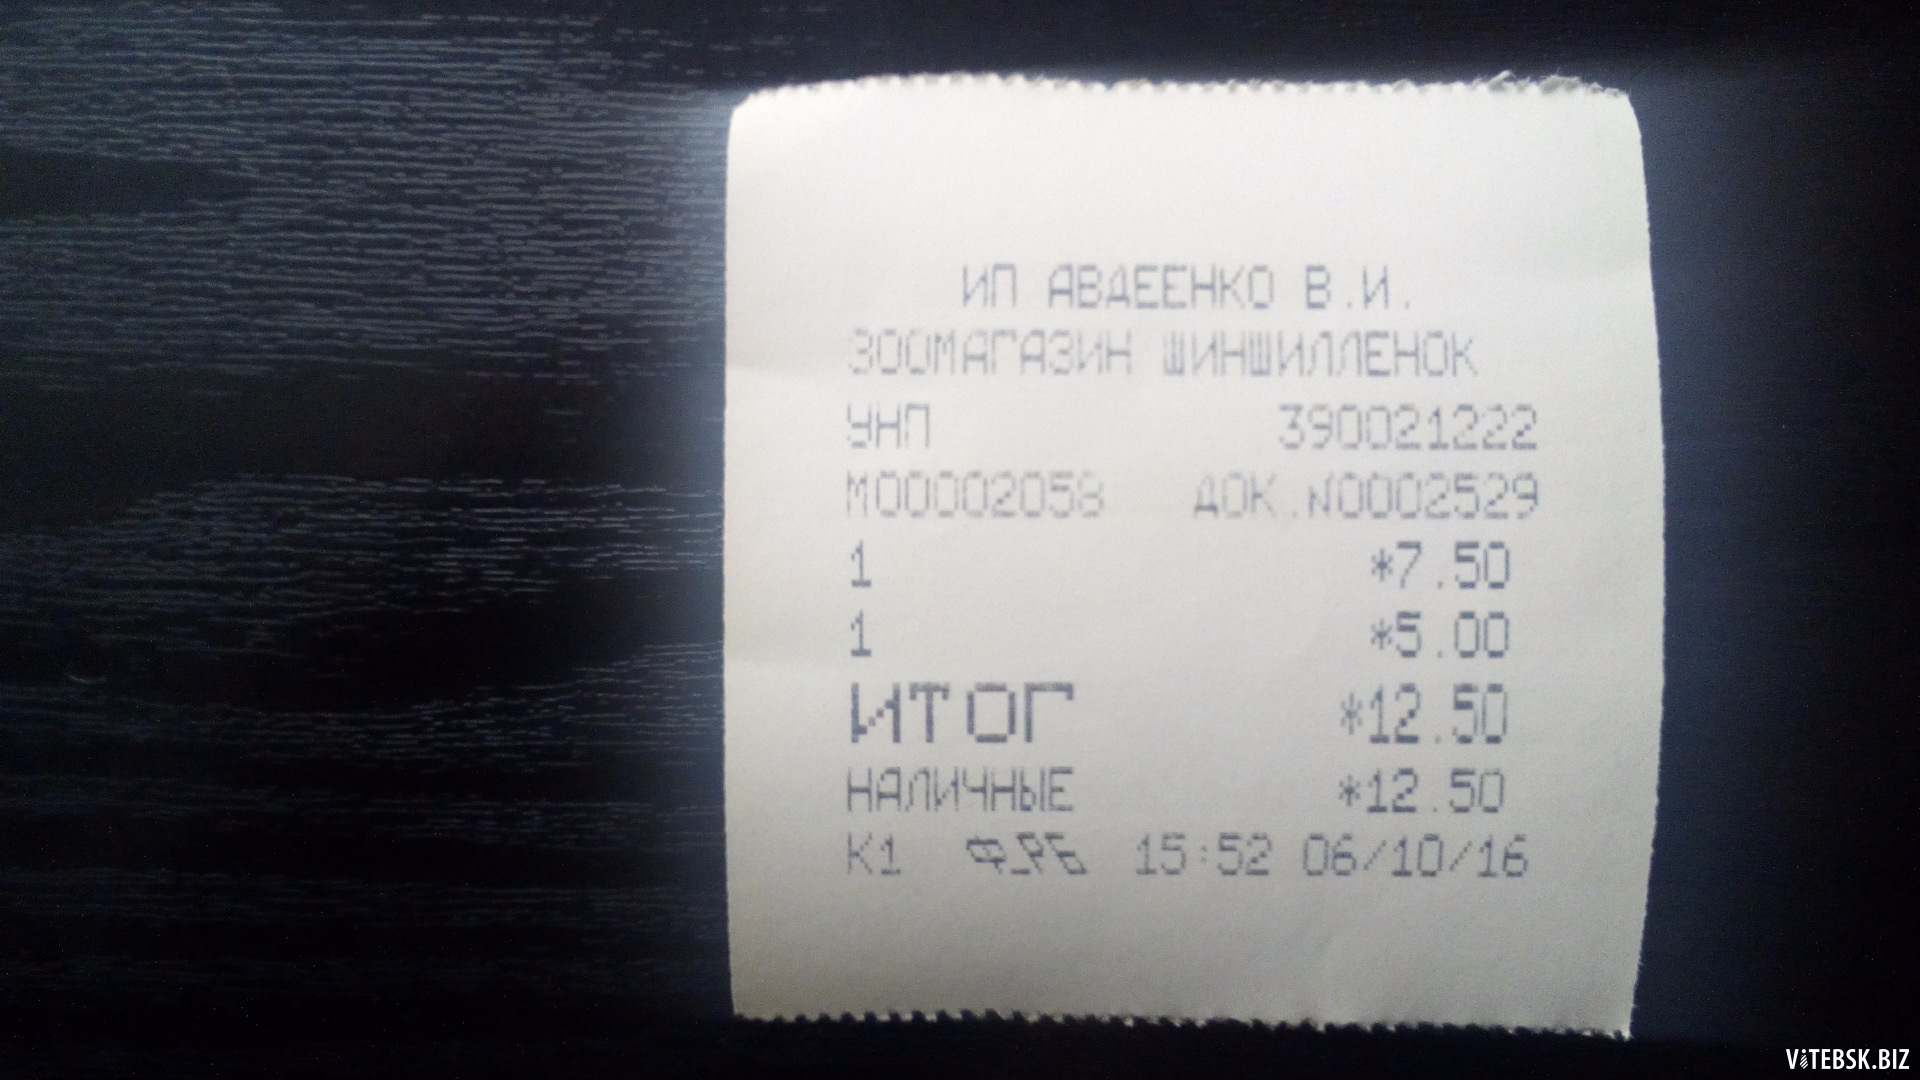 ИП АВДЕЕНКО В.И.
ЗООМАГАЗИН ШИНШИЛЛЕНОК
УНП 390021222
М00002058 ДОК.N0002529
1 *7.50
1 *5.00
ИТОГ *12.50
НАЛИЧНЫЕ *12.50
К1 15:52 06/10/16
ViTEBSK.BIZ